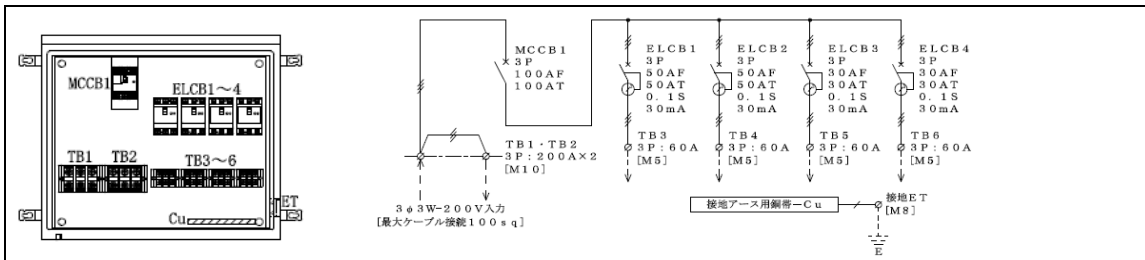 MCCB1
ELCB1〜4
TB1
TB2
TB3〜6
ET
Cu
MCCB1
3P
100AF
100AT
ELCB1
3P
50AF
50AT
0.1S
30mA
ELCB2
3P
50AF
50AT
0.1S
30mA
ELCB3
3P
30AF
30AT
0.1S
30mA
ELCB4
3P
30AF
30AT
0.1S
30mA
TB1・TB2
3P:200A×2
[M10]
TB3
3P:60A
[M5]
TB4
3P:60A
[M5]
TB5
3P:60A
[M5]
TB6
3P:60A
[M5]
3φ3W-200V入力
[最大ケーブル接続100sq]
接地アース用銅帯-Cu
接地ET
[M8]
E